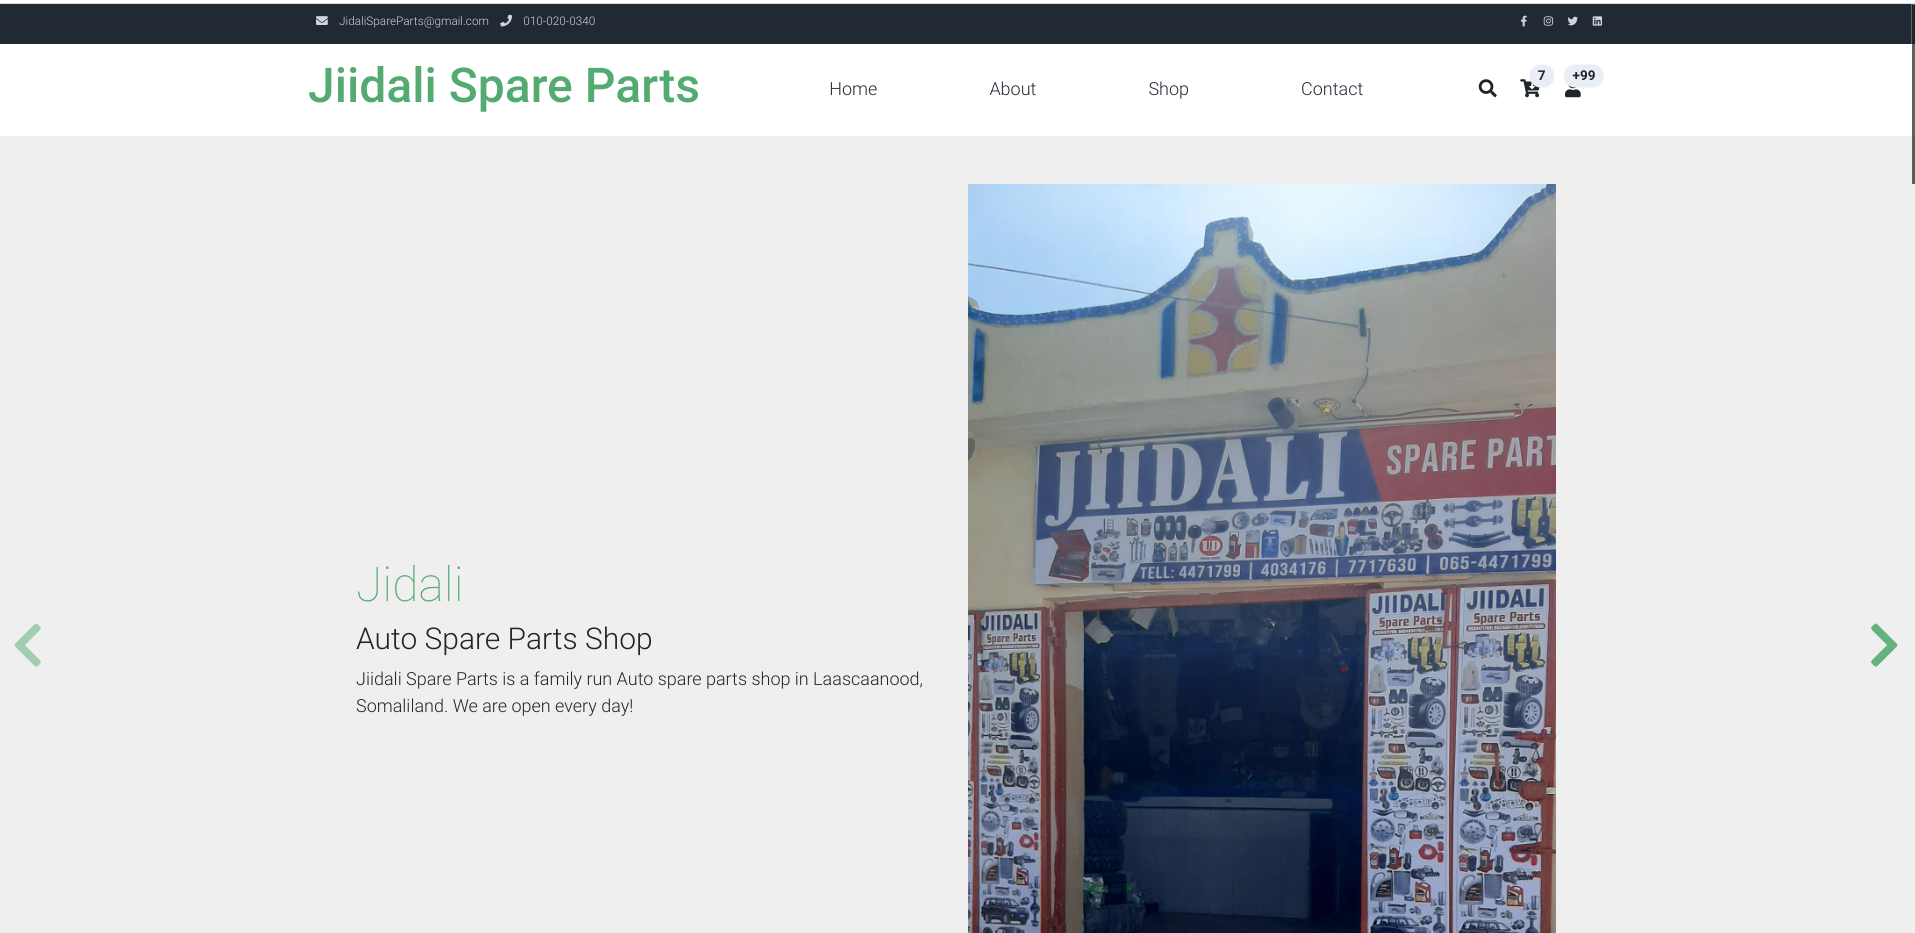 JidaliSpareParts@gmail.com 010-020-0340
Jiidali Spare Parts
Home About Shop Contact
7 +99
Jidali
Auto Spare Parts Shop
Jiidali Spare Parts is a family run Auto spare parts shop in Laascaanood,
Somaliland. We are open every day!
JIIDALI SPARE PART
UD
TELL: 4471799 | 4034176 | 7717630 | 065-4471799
JIIDALI
Spare Parts
JIIDALI
Spare Parts
JIIDALI
Spare Parts